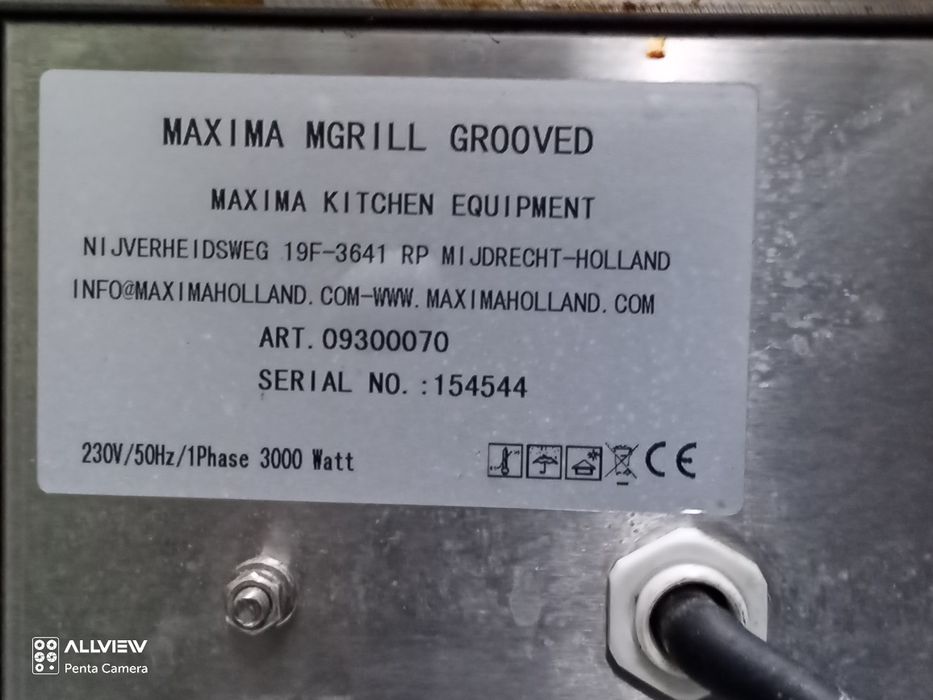 MAXIMA MGRILL GROOVED
MAXIMA KITCHEN EQUIPMENT
NIJVERHEIDSWEG 19F-3641 RP MIJDRECHT-HOLLAND
INFO@MAXIMAHOLLAND.COM-WWW.MAXIMAHOLLAND.COM
ART.09300070
SERIAL NO.:154544
230V/50Hz/1Phase 3000 Watt
CE
ALLVIEW
Penta Camera